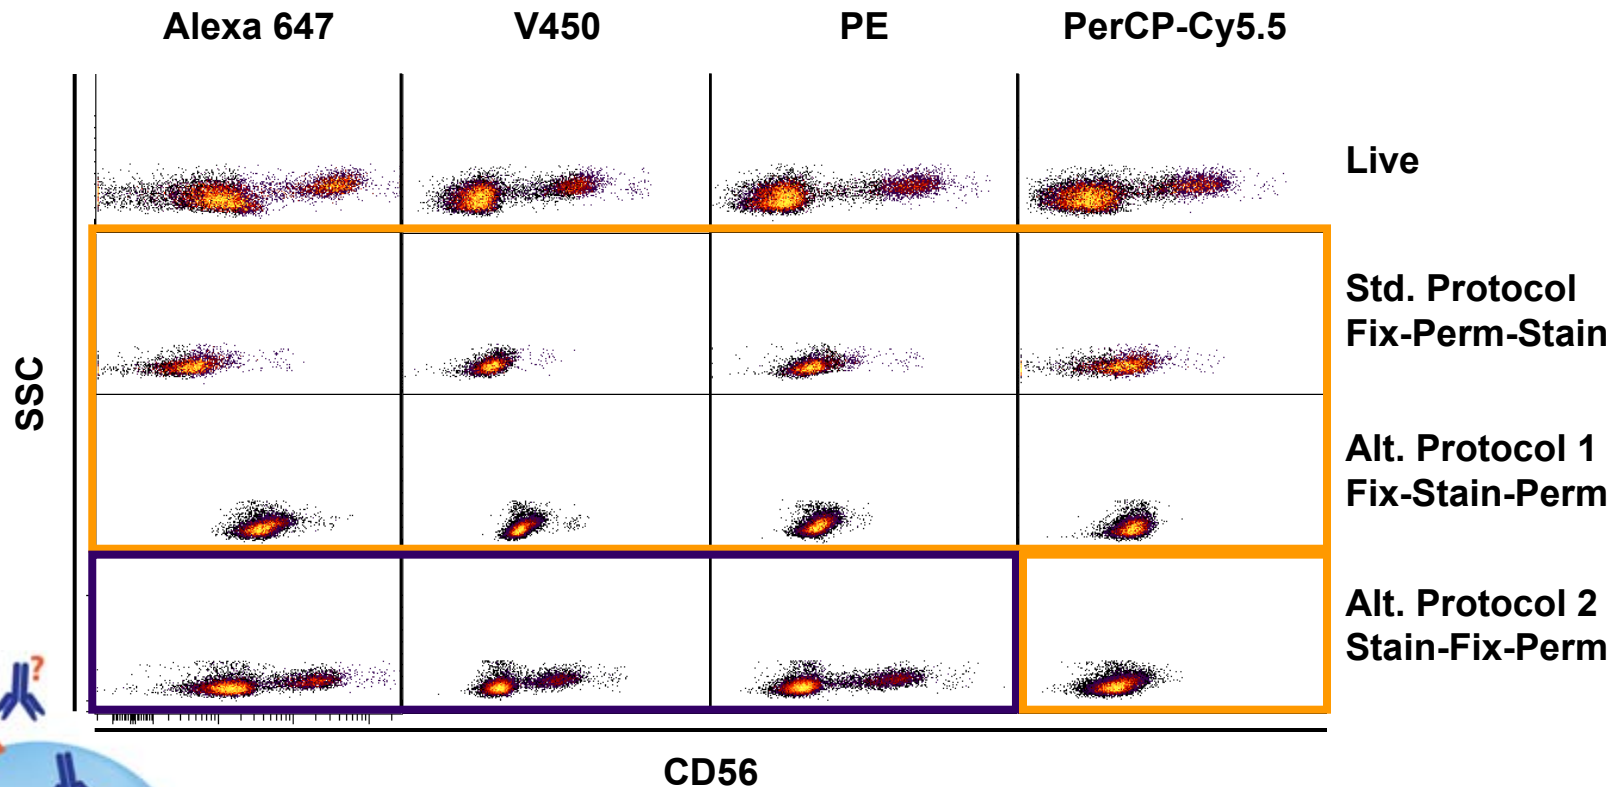 Alexa 647
V450
PE
PerCP-Cy5.5
Live
Std. Protocol
Fix-Perm-Stain
SSC
Alt. Protocol 1
Fix-Stain-Perm
Alt. Protocol 2
Stain-Fix-Perm
?
CD56